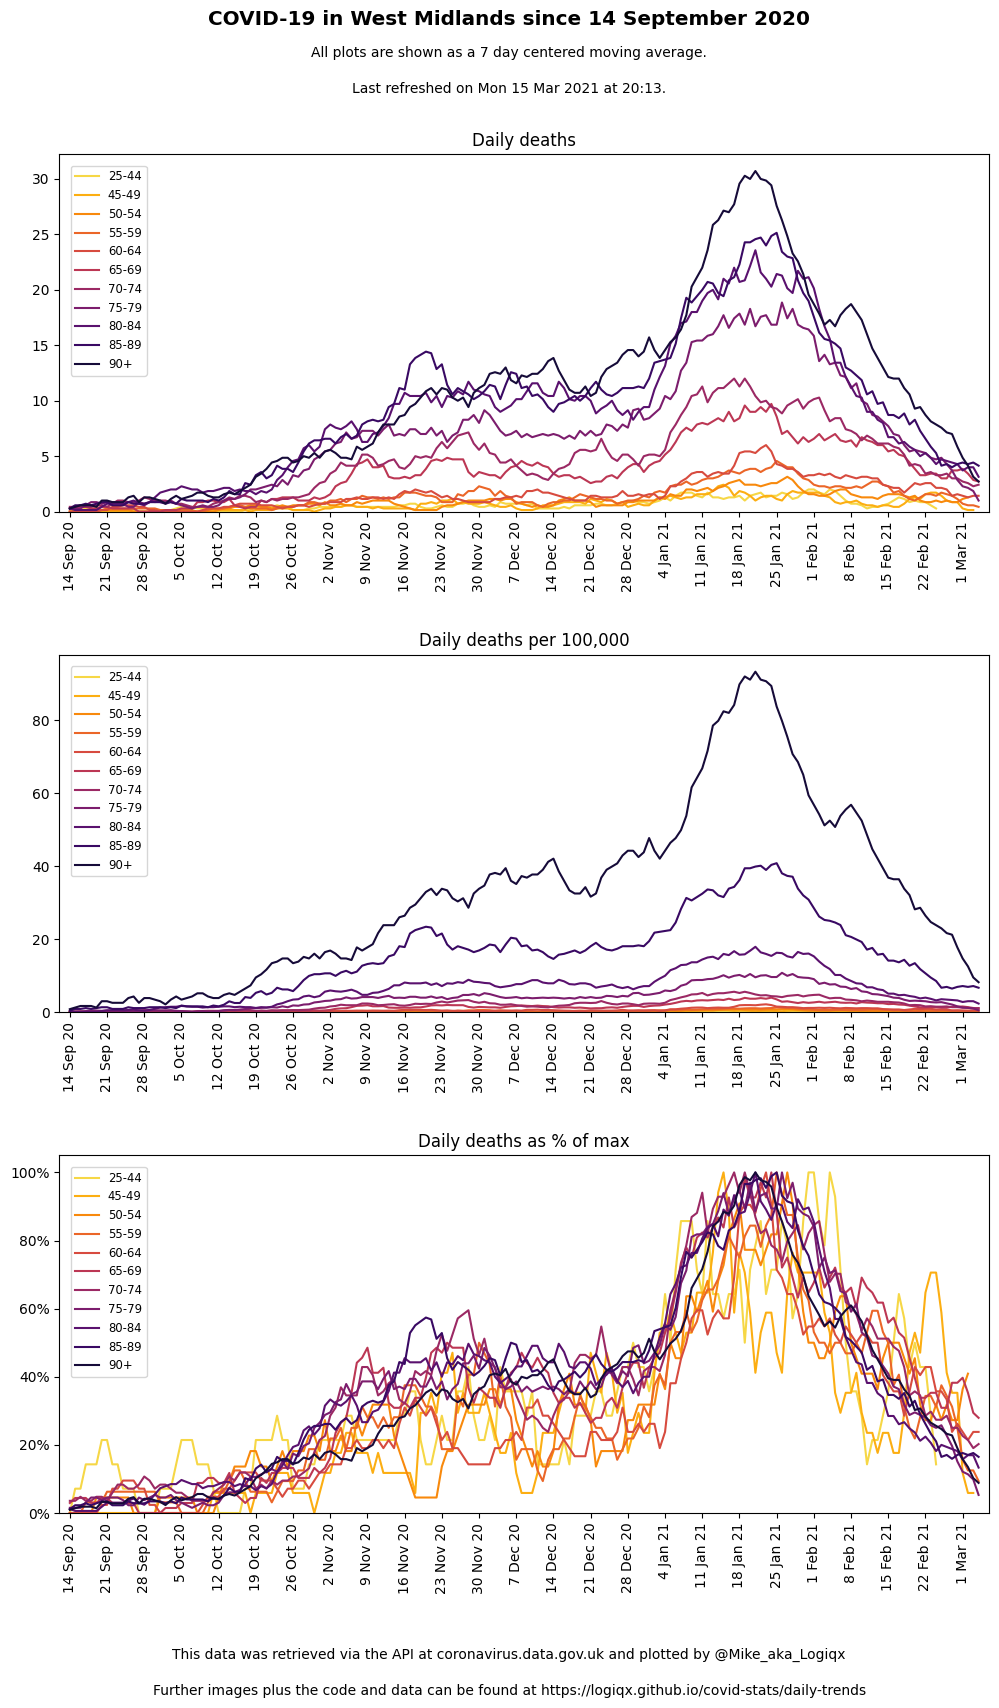 COVID-19 in West Midlands since 14 September 2020
All plots are shown as a 7 day centered moving average.
Last refreshed on Mon 15 Mar 2021 at 20:13.
Daily deaths
30
25
20
15
10
5
0
25-44
45-49
50-54
55-59
60-64
65-69
70-74
75-79
80-84
85-89
90+
14 Sep 20
21 Sep 20
28 Sep 20
5 Oct 20
12 Oct 20
19 Oct 20
26 Oct 20
2 Nov 20
9 Nov 20
16 Nov 20
23 Nov 20
30 Nov 20
7 Dec 20
14 Dec 20
21 Dec 20
28 Dec 20
4 Jan 21
11 Jan 21
18 Jan 21
25 Jan 21
1 Feb 21
8 Feb 21
15 Feb 21
22 Feb 21
1 Mar 21
Daily deaths per 100,000
80
60
40
20
0
25-44
45-49
50-54
55-59
60-64
65-69
70-74
75-79
80-84
85-89
90+
14 Sep 20
21 Sep 20
28 Sep 20
5 Oct 20
12 Oct 20
19 Oct 20
26 Oct 20
2 Nov 20
9 Nov 20
16 Nov 20
23 Nov 20
30 Nov 20
7 Dec 20
14 Dec 20
21 Dec 20
28 Dec 20
4 Jan 21
11 Jan 21
18 Jan 21
25 Jan 21
1 Feb 21
8 Feb 21
15 Feb 21
22 Feb 21
1 Mar 21
Daily deaths as % of max
100%
80%
60%
40%
20%
0%
25-44
45-49
50-54
55-59
60-64
65-69
70-74
75-79
80-84
85-89
90+
14 Sep 20
21 Sep 20
28 Sep 20
5 Oct 20
12 Oct 20
19 Oct 20
26 Oct 20
2 Nov 20
9 Nov 20
16 Nov 20
23 Nov 20
30 Nov 20
7 Dec 20
14 Dec 20
21 Dec 20
28 Dec 20
4 Jan 21
11 Jan 21
18 Jan 21
25 Jan 21
1 Feb 21
8 Feb 21
15 Feb 21
22 Feb 21
1 Mar 21
This data was retrieved via the API at coronavirus.data.gov.uk and plotted by @Mike_aka_Logiqx
Further images plus the code and data can be found at https://logiqx.github.io/covid-stats/daily-trends